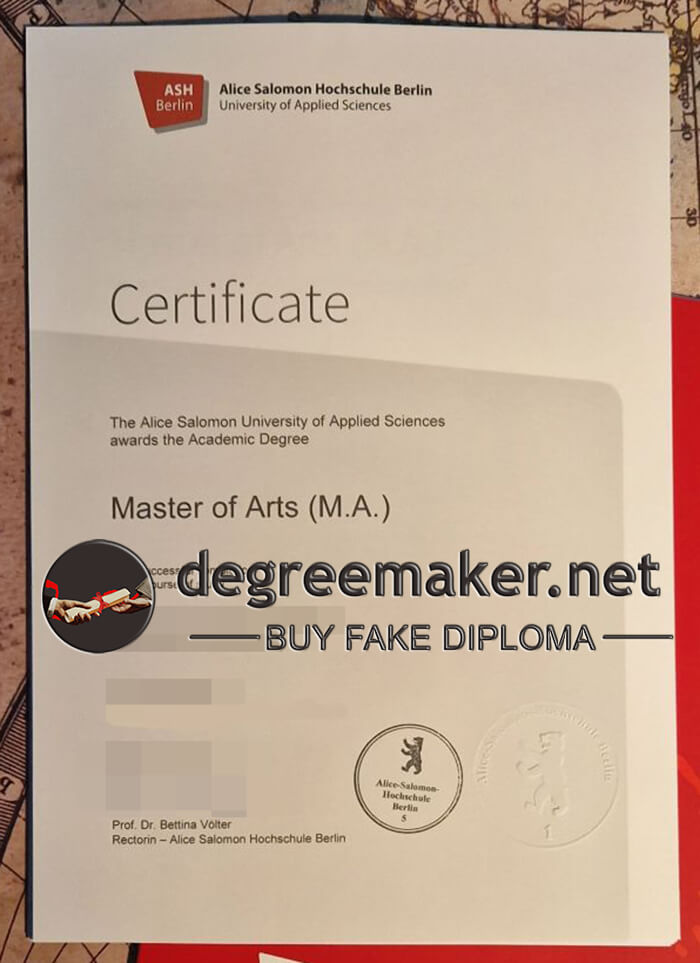 ASH
Berlin
Alice Salomon Hochschule Berlin
University of Applied Sciences
Certificate
The Alice Salomon University of Applied Sciences
awards the Academic Degree
Master of Arts (M.A.)
degreemaker.net
BUY FAKE DIPLOMA
Alice-Salomon-
Hochschule
Berlin
5
1
Prof. Dr. Bettina Völter
Rectorin – Alice Salomon Hochschule Berlin